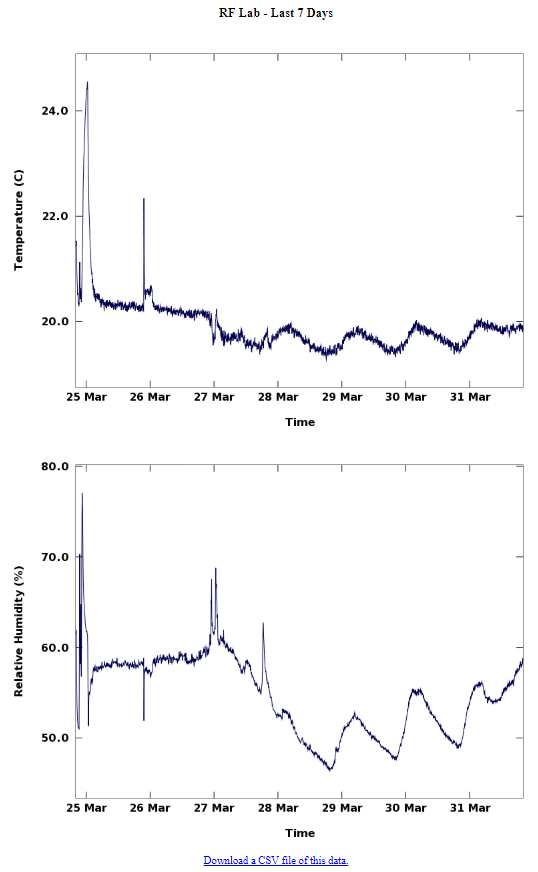 RF Lab - Last 7 Days
24.0
22.0
20.0
Temperature (C)
25 Mar 26 Mar 27 Mar 28 Mar 29 Mar 30 Mar 31 Mar
Time
80.0
70.0
60.0
50.0
Relative Humidity (%)
25 Mar 26 Mar 27 Mar 28 Mar 29 Mar 30 Mar 31 Mar
Time
Download a CSV file of this data.